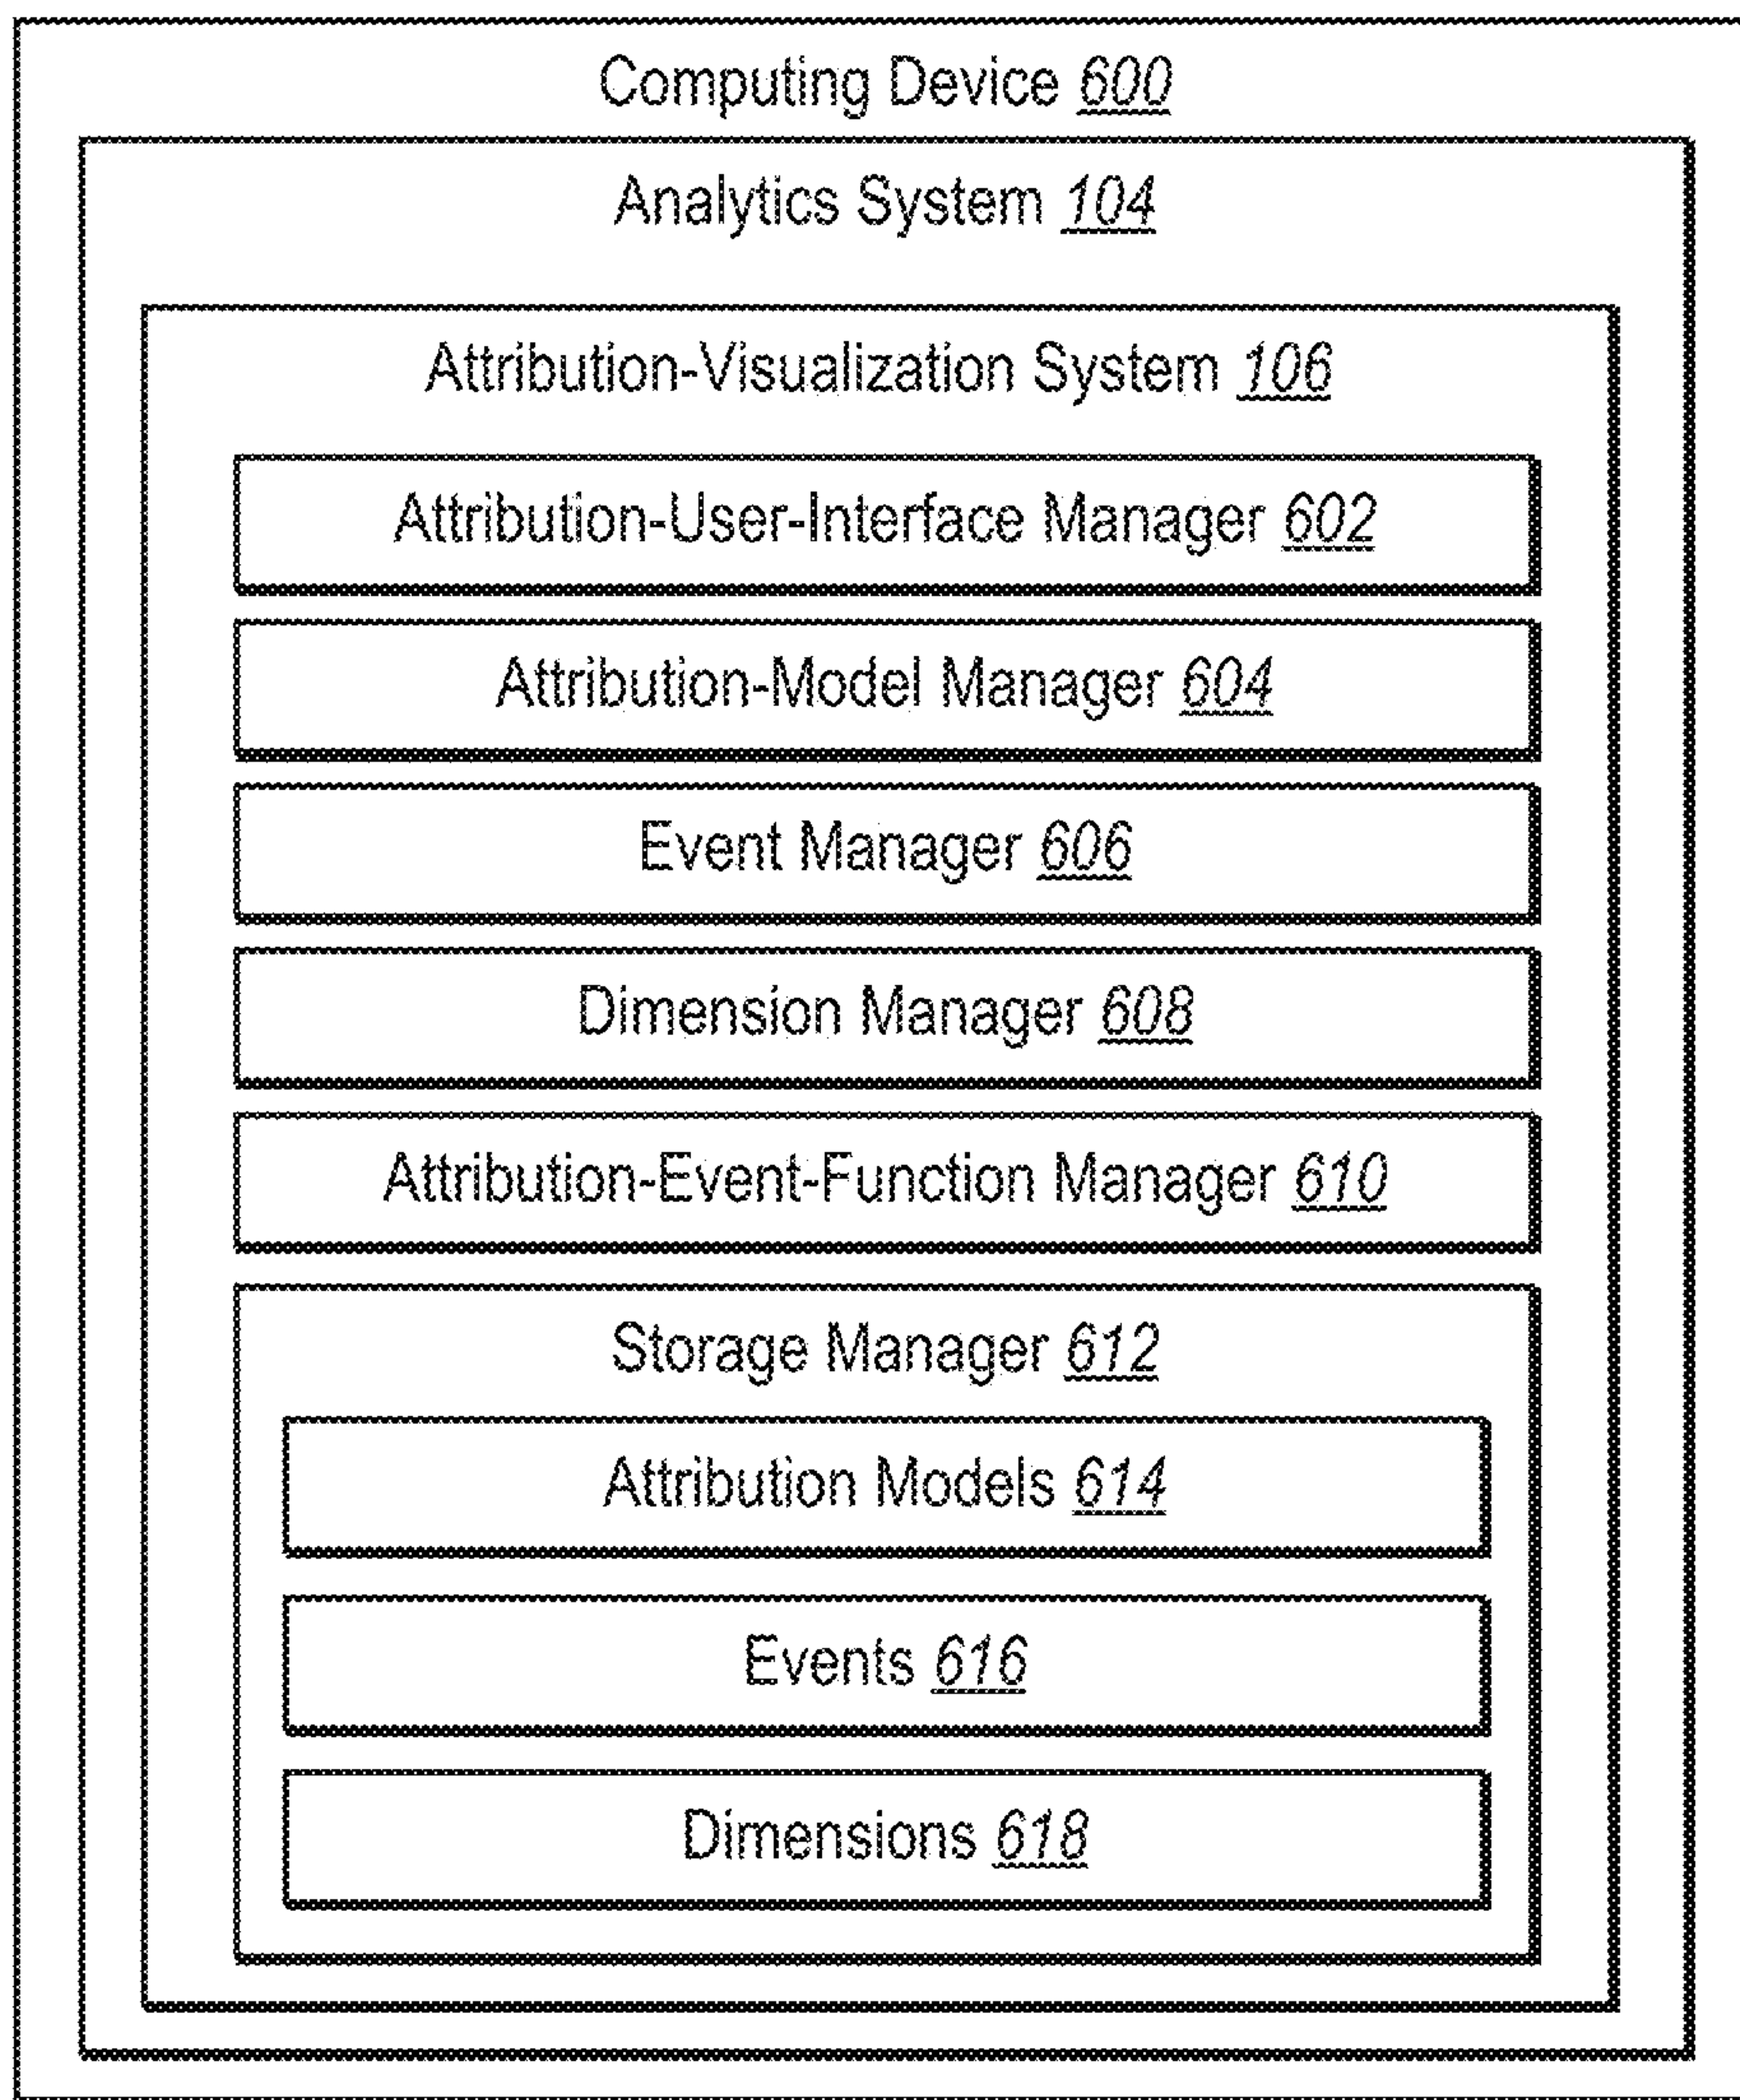 Computing Device 600
Analytics System 104
Attribution-Visualization System 106
Attribution-User-Interface Manager 602
Attribution-Model Manager 604
Event Manager 606
Dimension Manager 608
Attribution-Event-Function Manager 610
Storage Manager 612
Attribution Models 614
Events 616
Dimensions 618